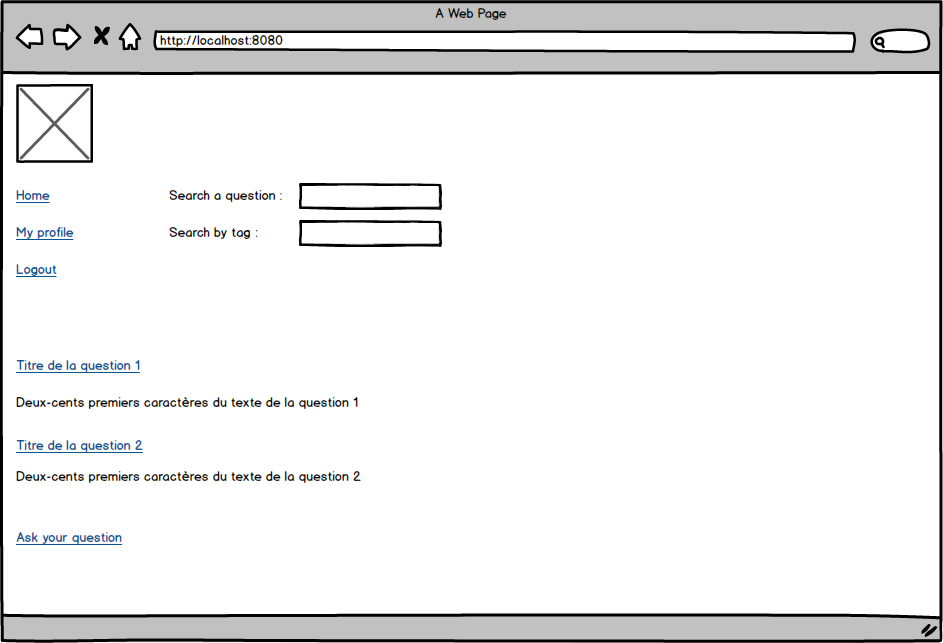 A Web Page
http://localhost:8080
Home
Search a question :
My profile
Search by tag :
Logout
Titre de la question 1
Deux-cents premiers caractères du texte de la question 1
Titre de la question 2
Deux-cents premiers caractères du texte de la question 2
Ask your question